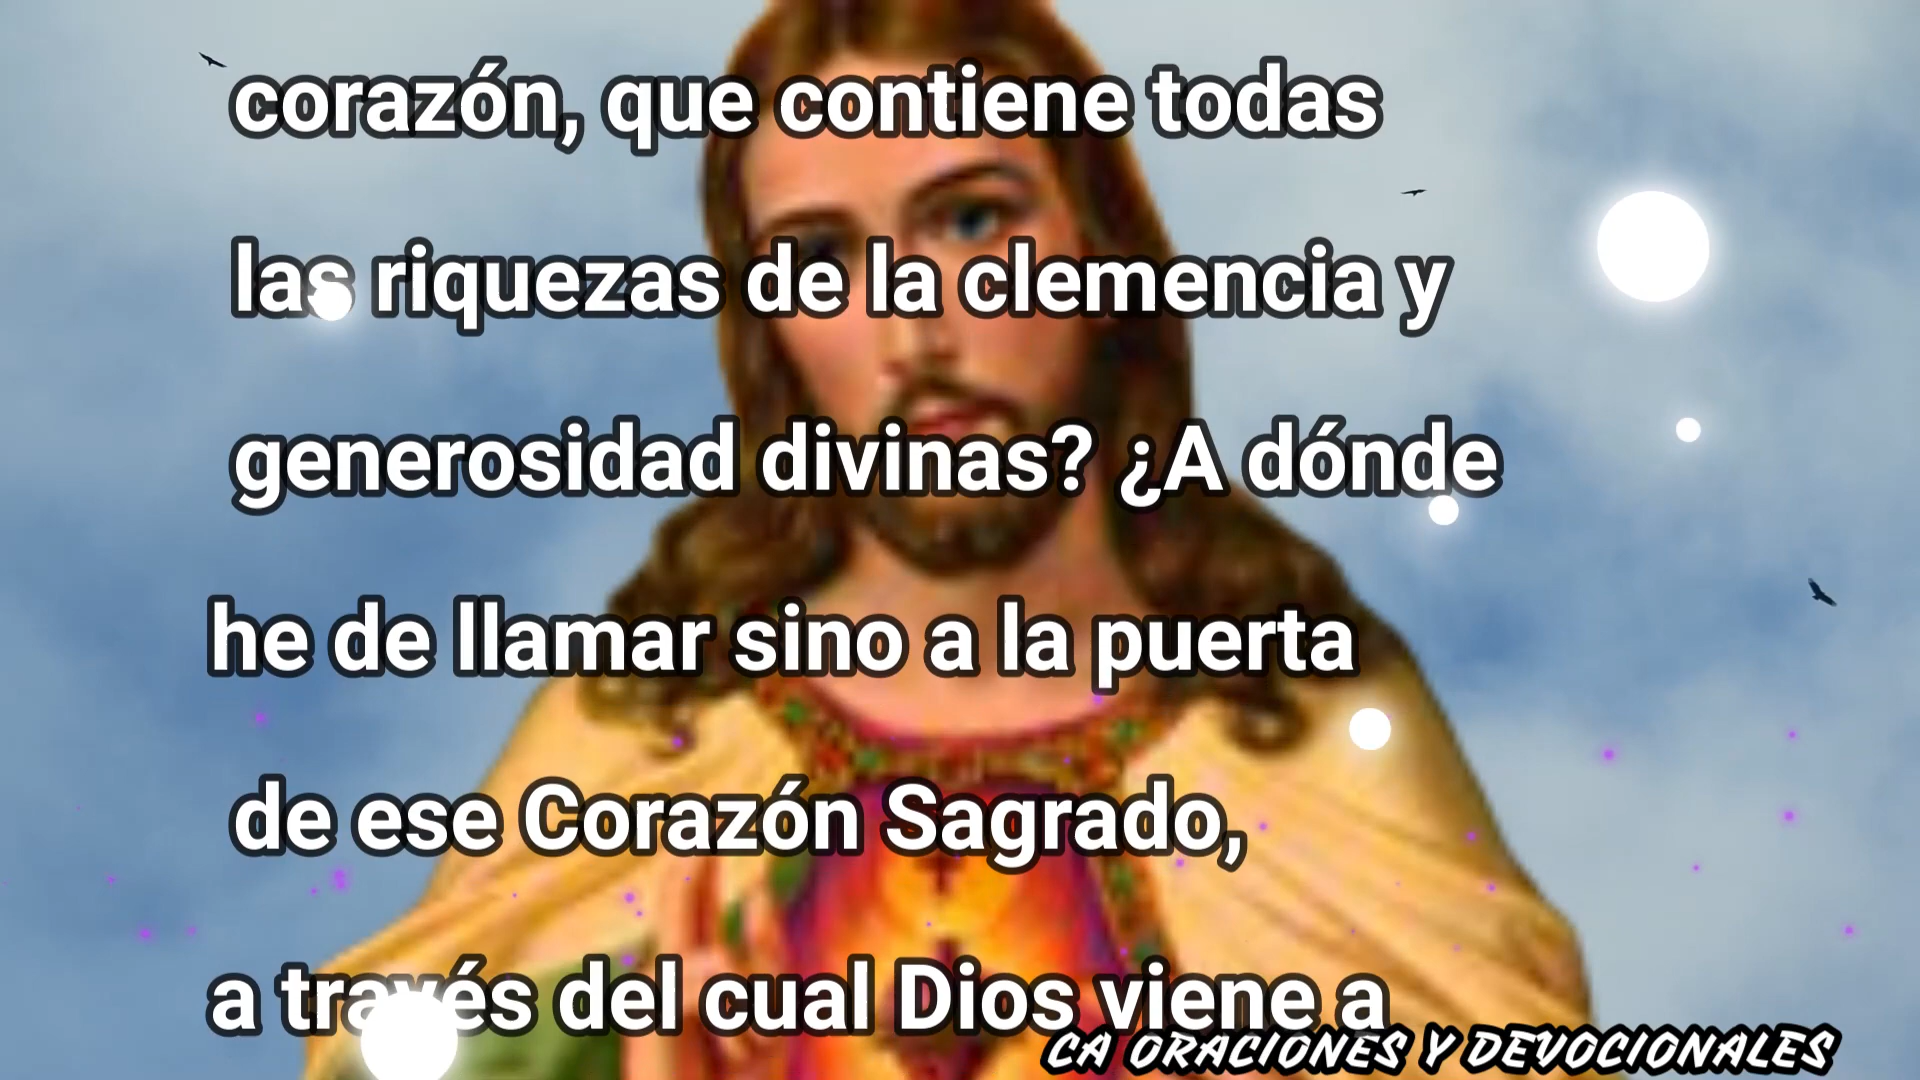 corazón, que contiene todas
las riquezas de la clemencia y
generosidad divinas? ¿A dónde
he de llamar sino a la puerta
de ese Corazón Sagrado,
a través del cual Dios viene a
CA ORACIONES Y DEVOCIONALES